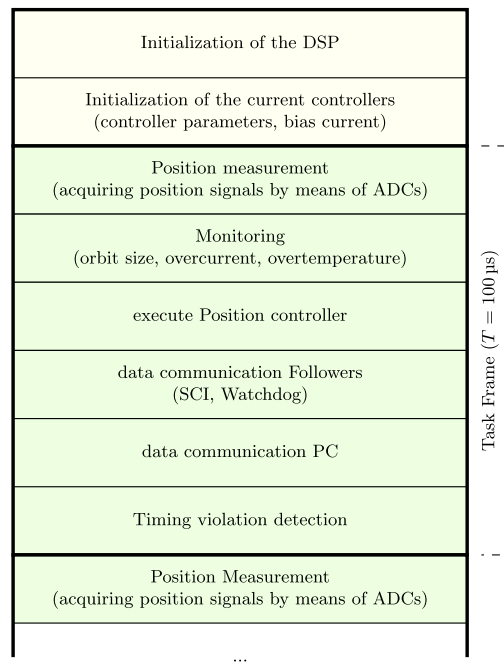 Initialization of the DSP
Initialization of the current controllers
(controller parameters, bias current)
Position measurement
(acquiring position signals by means of ADCs)
Monitoring
(orbit size, overcurrent, overtemperature)
execute Position controller
data communication Followers
(SCI, Watchdog)
data communication PC
Timing violation detection
Position Measurement
(acquiring position signals by means of ADCs)
...
Task Frame (T = 100 µs)